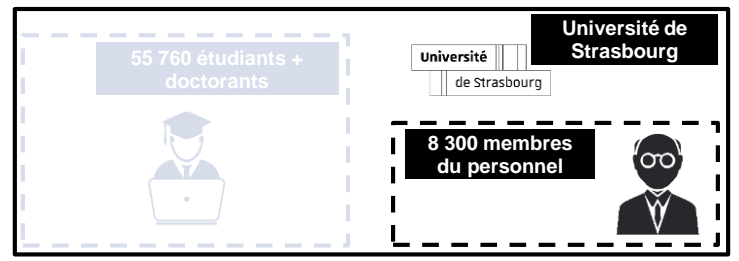 55 760 étudiants +
doctorants
Université
de Strasbourg
Université de
Strasbourg
8 300 membres
du personnel